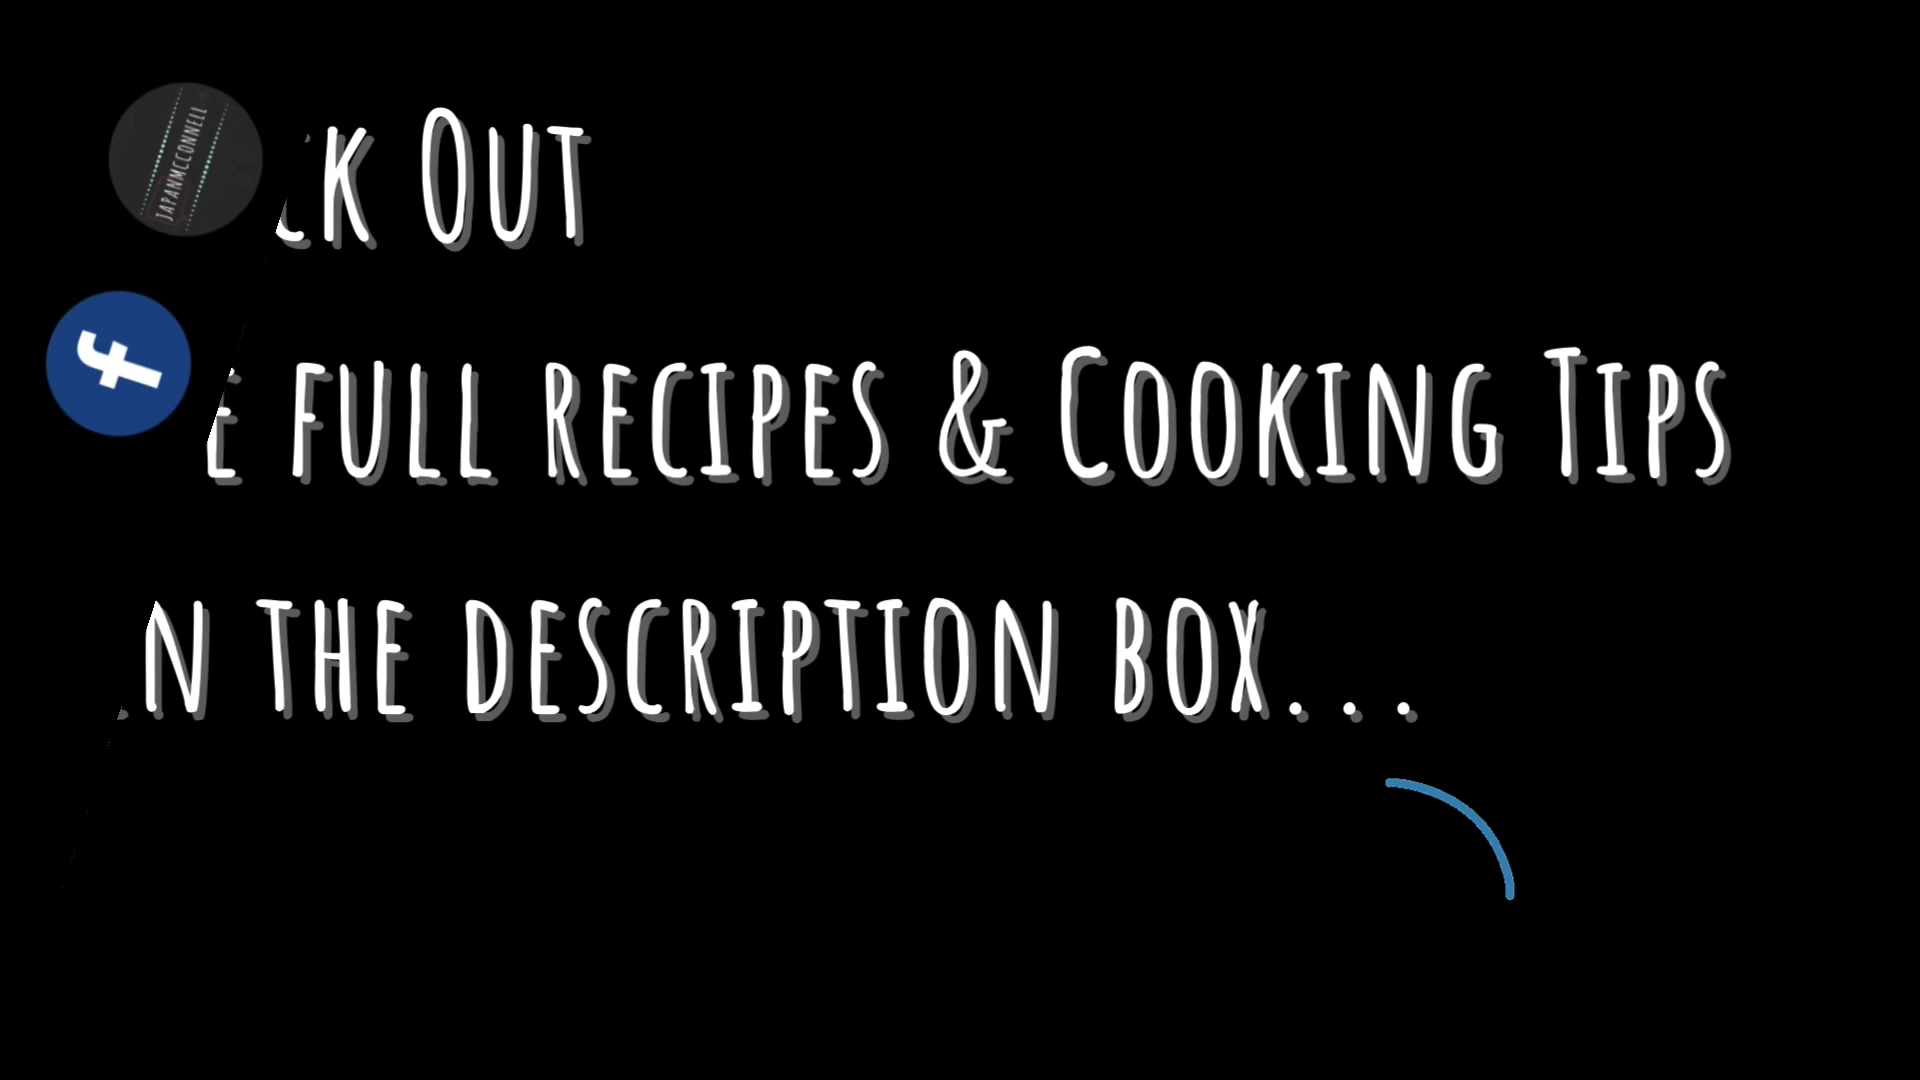 JAPANMCCONNELL
CK OUT
E FULL RECIPES & COOKING TIPS
N THE DESCRIPTION BOX...